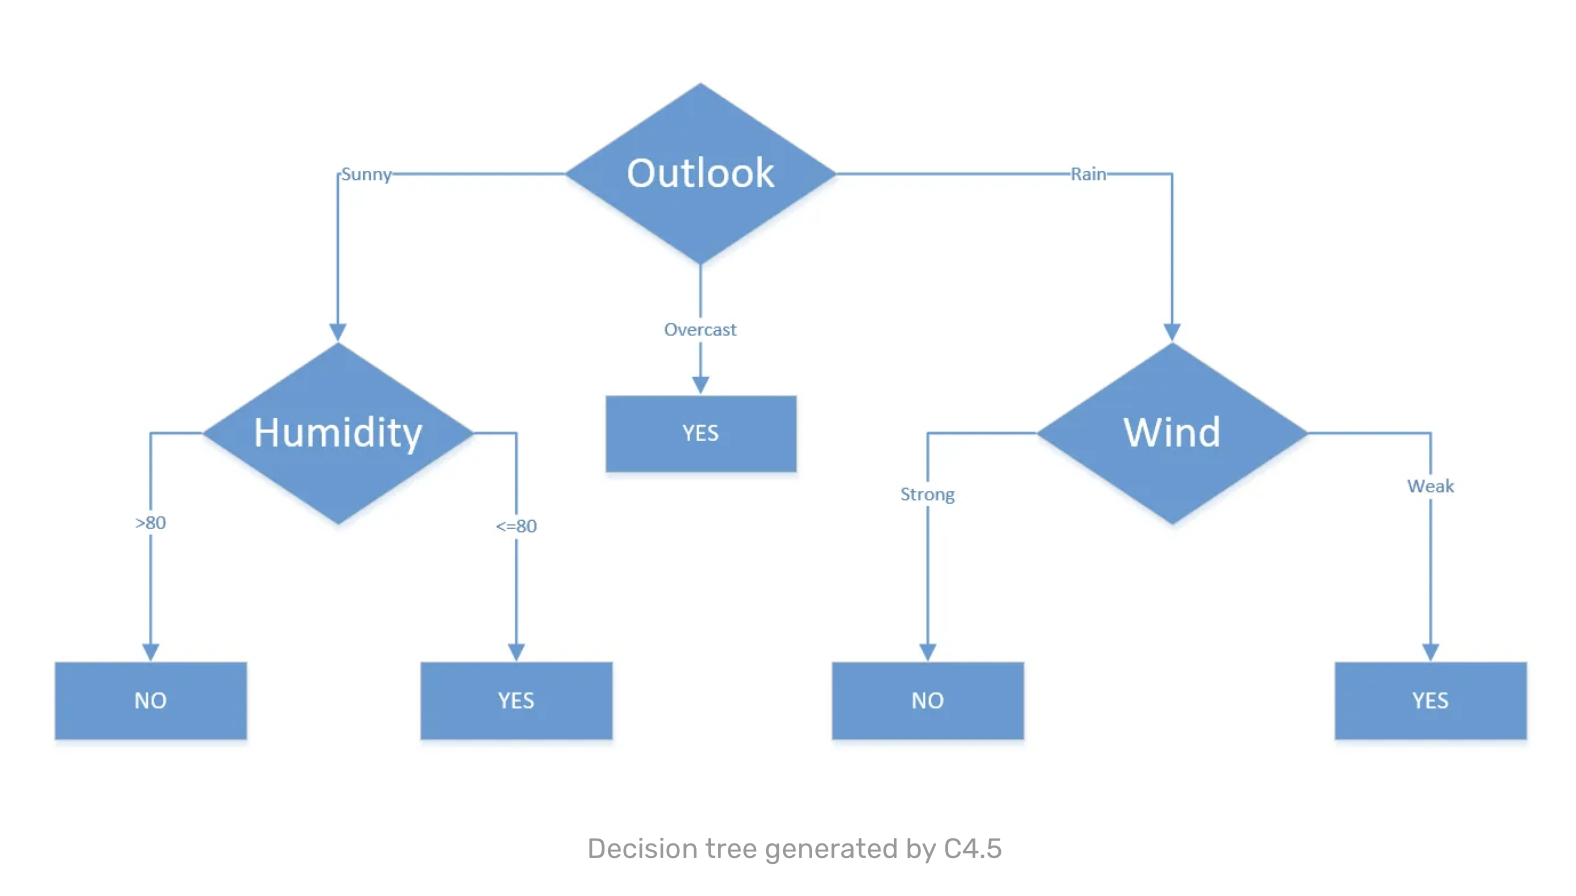 Outlook
Sunny
Rain
Overcast
Humidity
YES
Wind
>80
<=80
Strong
Weak
NO
YES
NO
YES
Decision tree generated by C4.5